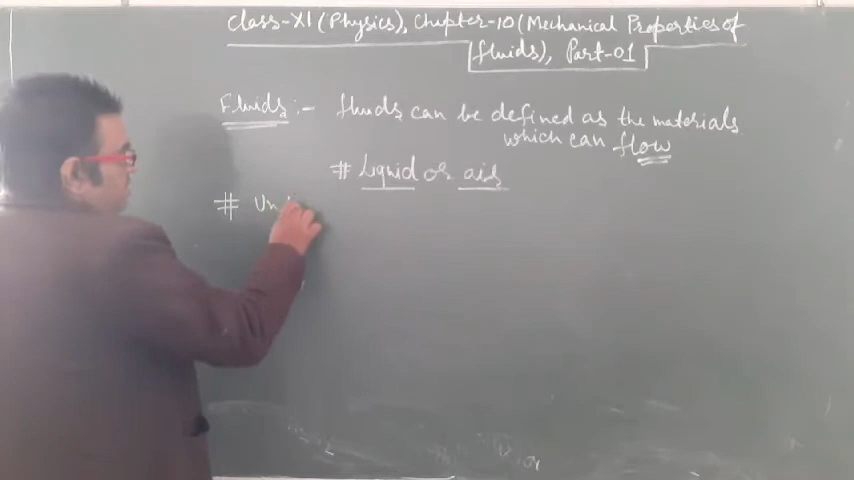 Class-XI (Physics), Chapter-10 (Mechanical Properties of
fluids), Part-01
Fluids :- fluids can be defined as the materials
which can flow
# Liquid or air
# Un